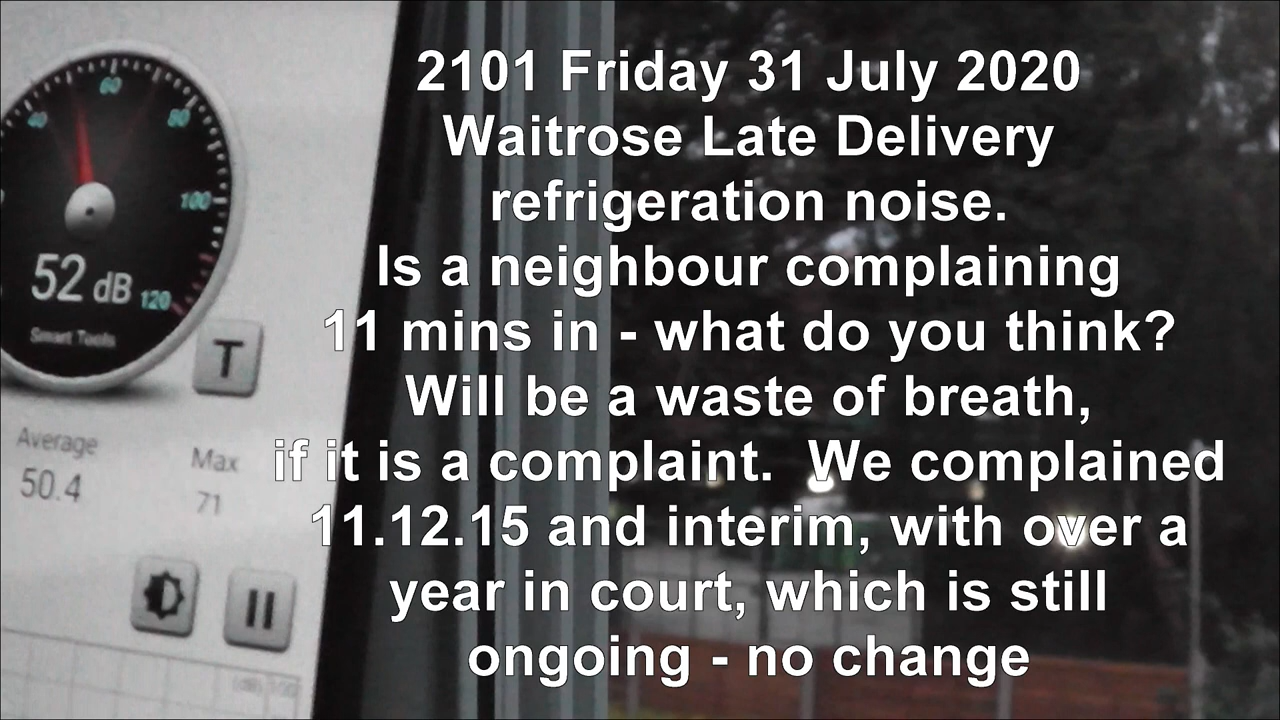 2101 Friday 31 July 2020
Waitrose Late Delivery
refrigeration noise.
Is a neighbour complaining
11 mins in - what do you think?
Will be a waste of breath,
if it is a complaint.  We complained
11.12.15 and interim, with over a
year in court, which is still
ongoing - no change
40
60
80
100
120
52 dB
Smart Tools
T
Average
50.4
Max
71